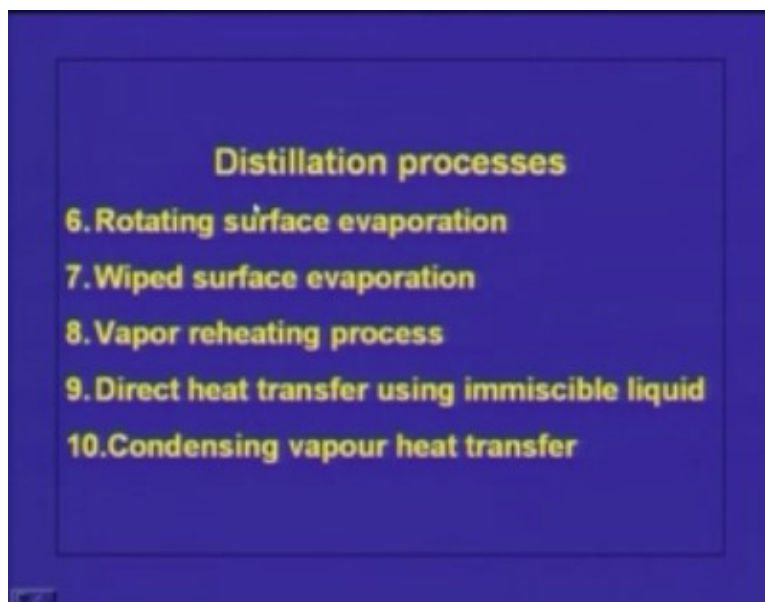 Distillation processes
6. Rotating surface evaporation
7. Wiped surface evaporation
8. Vapor reheating process
9. Direct heat transfer using immiscible liquid
10.Condensing vapour heat transfer